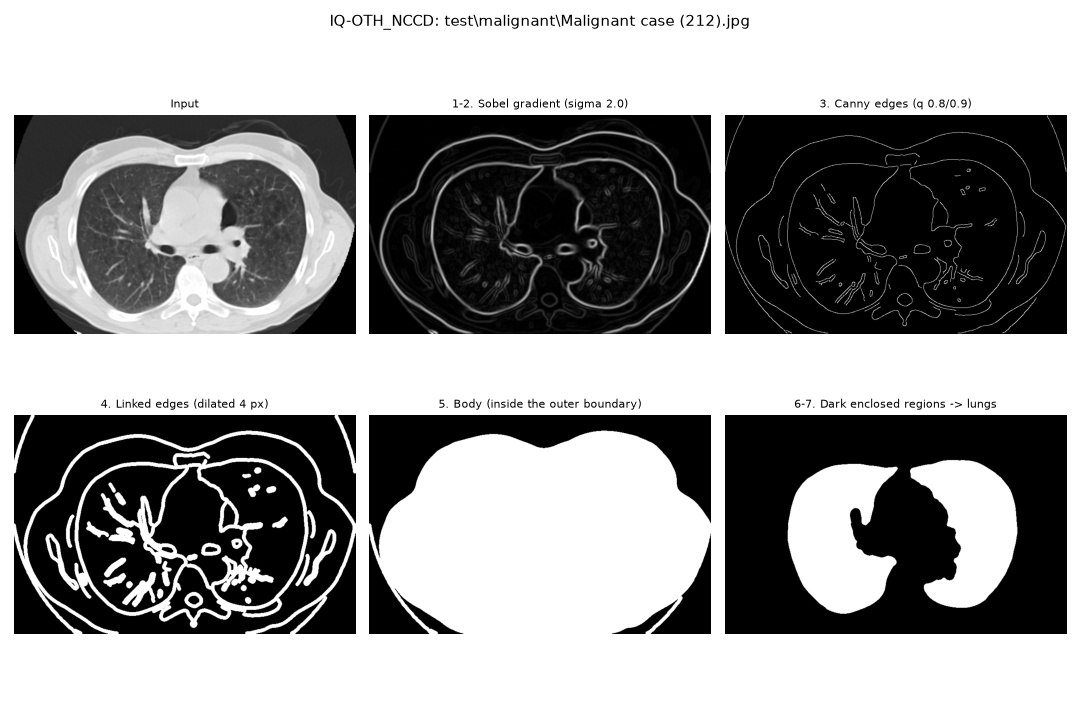 IQ-OTH_NCCD: test\malignant\Malignant case (212).jpg
Input
1-2. Sobel gradient (sigma 2.0)
3. Canny edges (q 0.8/0.9)
4. Linked edges (dilated 4 px)
5. Body (inside the outer boundary)
6-7. Dark enclosed regions -> lungs